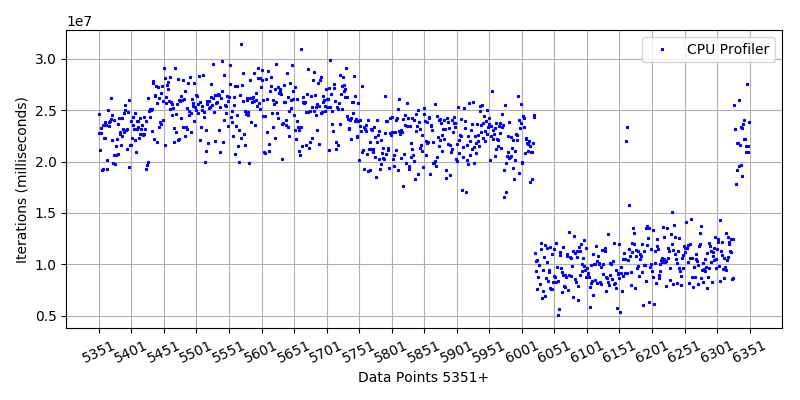 1e7
CPU Profiler
3.0
2.5
2.0
1.5
1.0
0.5
Iterations (milliseconds)
5351 5401 5451 5501 5551 5601 5651 5701 5751 5801 5851 5901 5951 6001 6051 6101 6151 6201 6251 6301 6351
Data Points 5351+